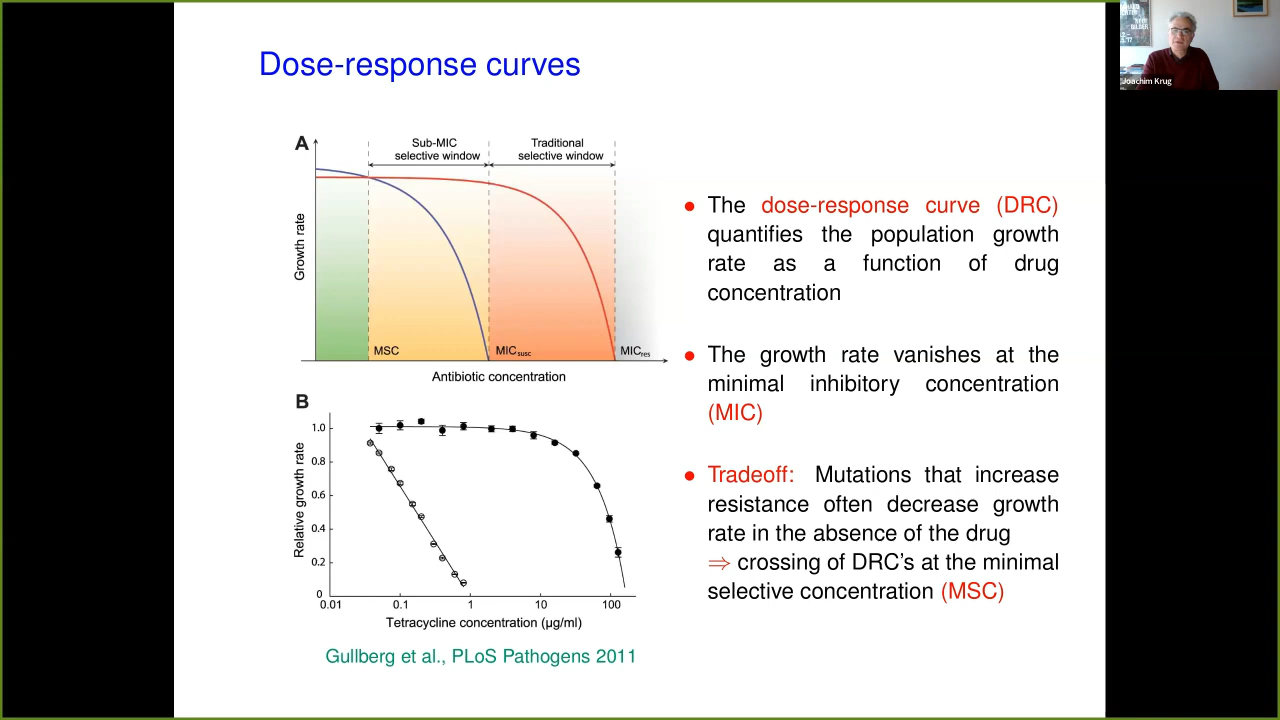 Dose-response curves
A
Sub-MIC
selective window
Traditional
selective window
Growth rate
MSC
MICsusc
MICres
Antibiotic concentration
B
1.0
0.8
0.6
0.4
0.2
0
Relative growth rate
0.01
0.1
1
10
100
Tetracycline concentration (µg/ml)
Gullberg et al., PLoS Pathogens 2011
• The dose-response curve (DRC)
quantifies the population growth
rate as a function of drug
concentration
• The growth rate vanishes at the
minimal inhibitory concentration
(MIC)
• Tradeoff: Mutations that increase
resistance often decrease growth
rate in the absence of the drug
⇒ crossing of DRC's at the minimal
selective concentration (MSC)
BILDER
Joachim Krug